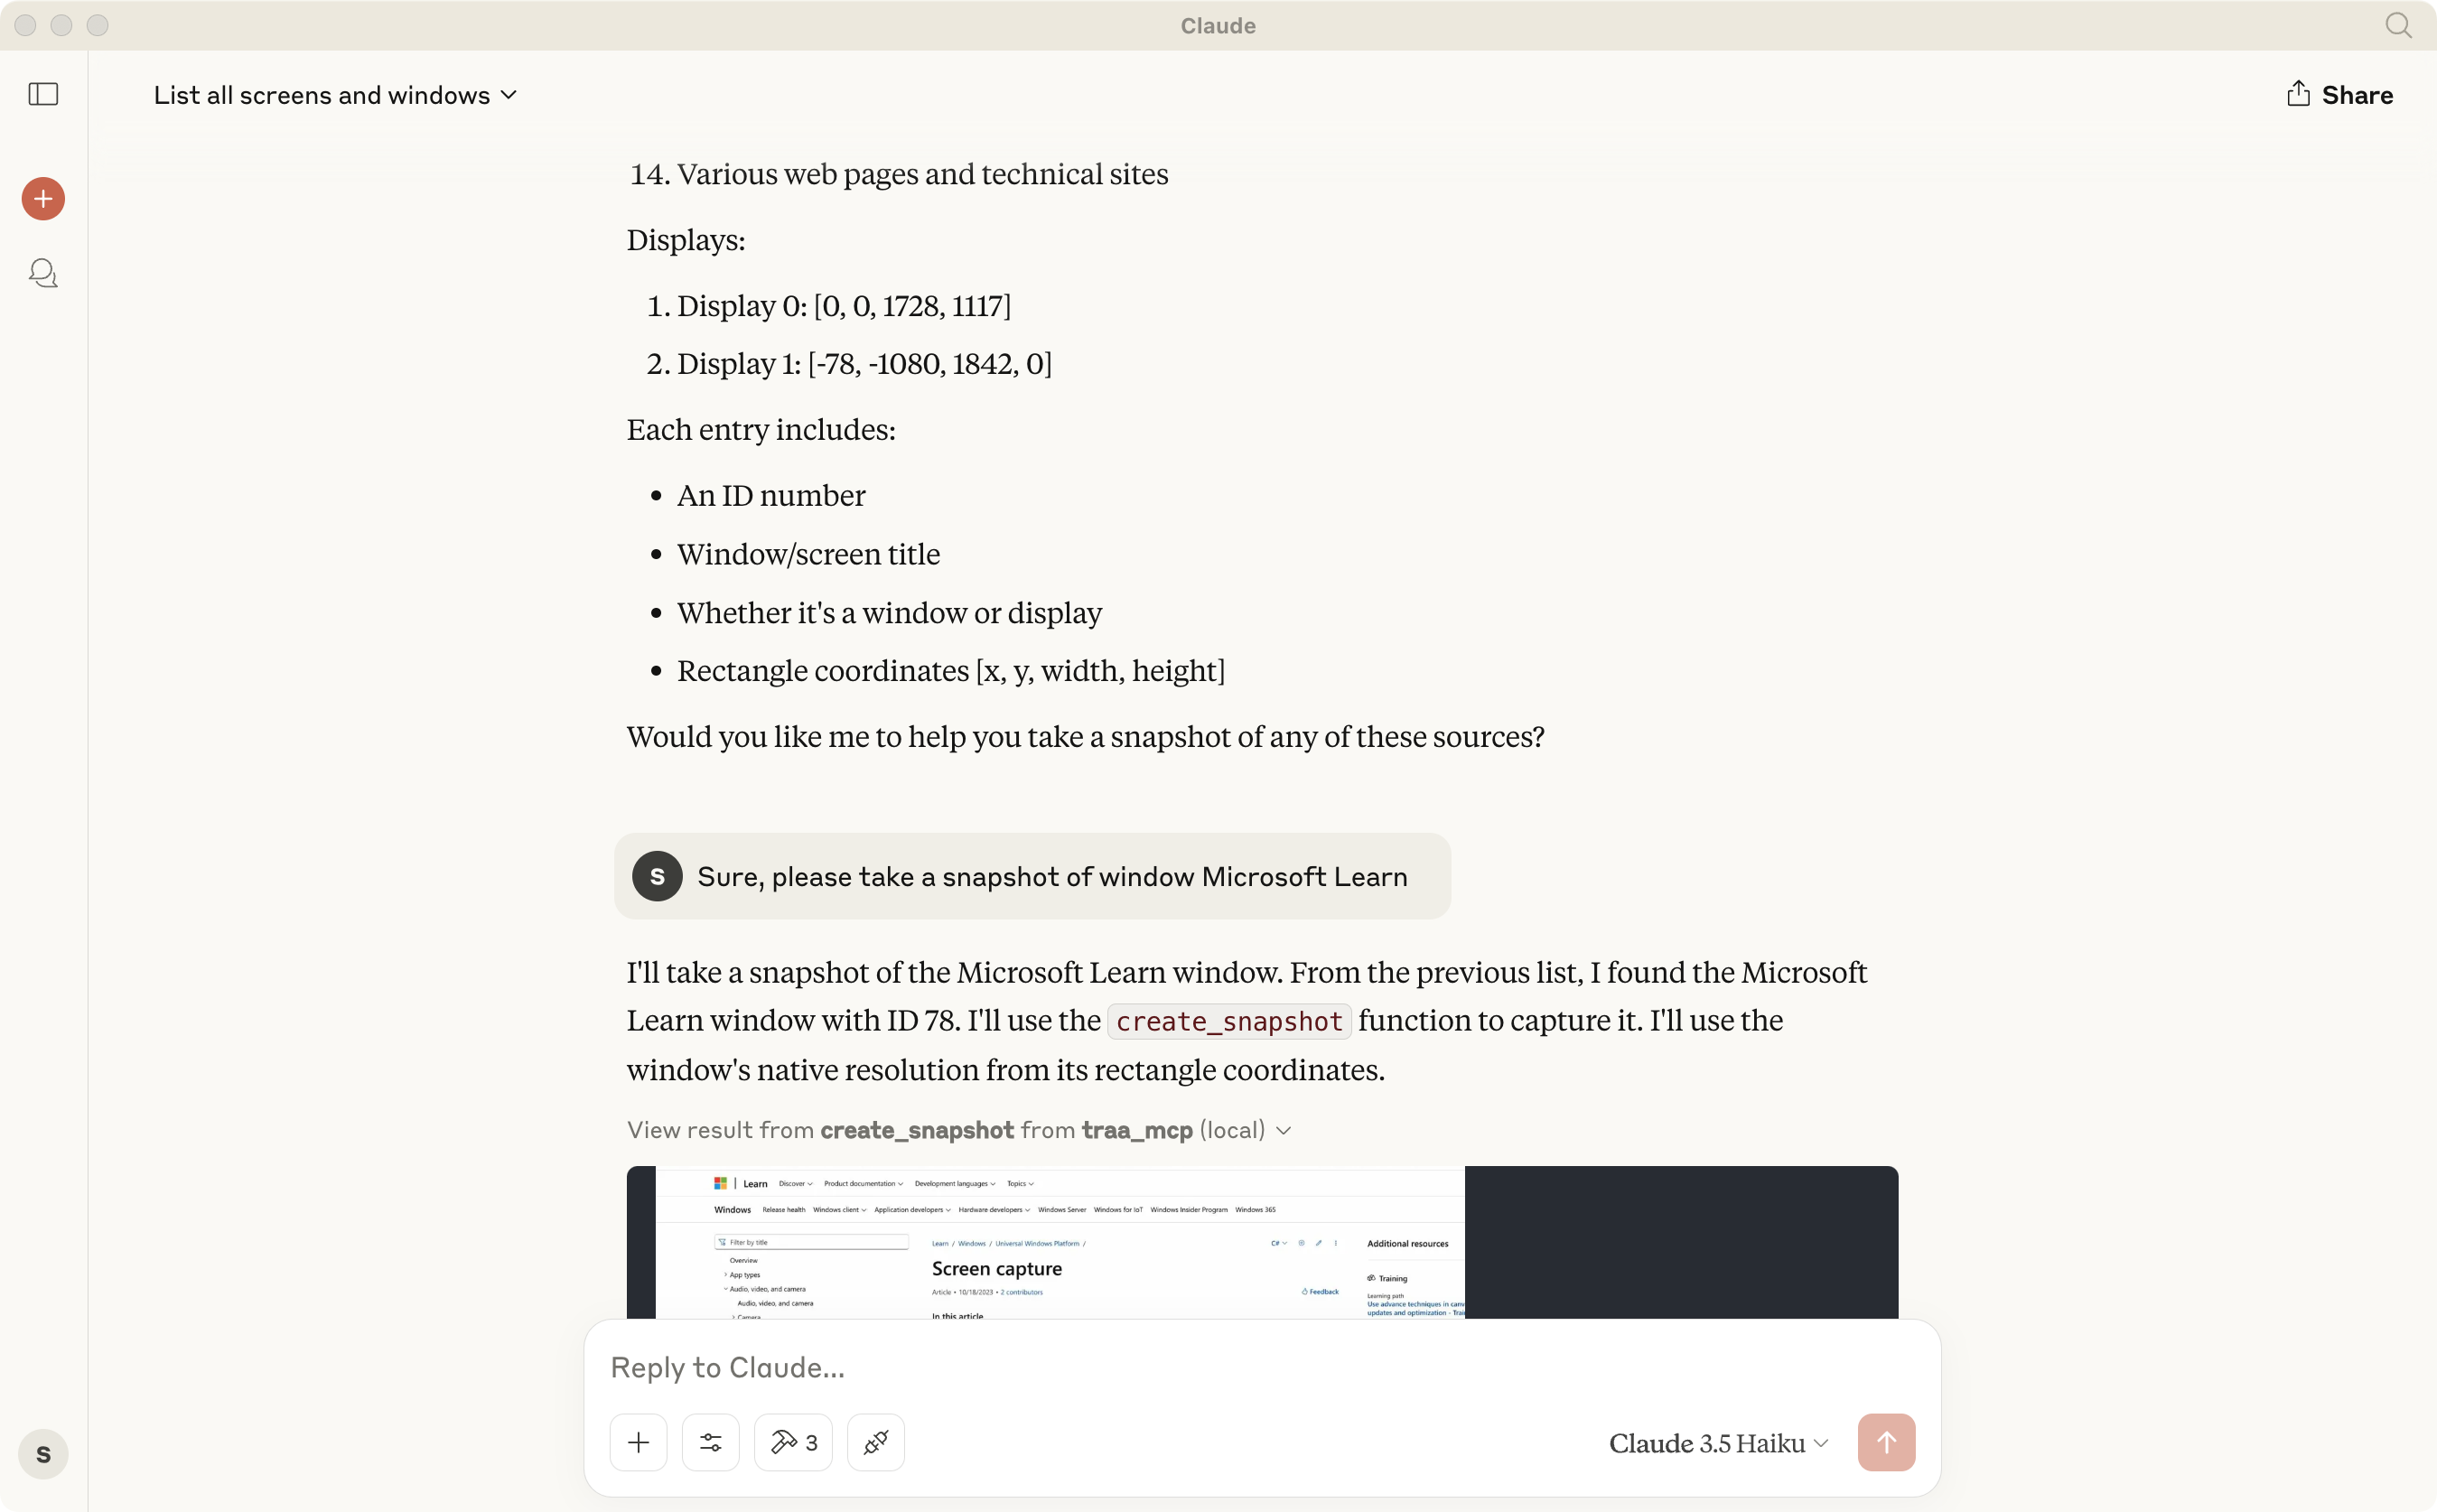 Claude
List all screens and windows
Share
14. Various web pages and technical sites
Displays:
1. Display 0: [0, 0, 1728, 1117]
2. Display 1: [-78, -1080, 1842, 0]
Each entry includes:
• An ID number
• Window/screen title
• Whether it's a window or display
• Rectangle coordinates [x, y, width, height]
Would you like me to help you take a snapshot of any of these sources?
S
Sure, please take a snapshot of window Microsoft Learn
I'll take a snapshot of the Microsoft Learn window. From the previous list, I found the Microsoft
Learn window with ID 78. I'll use the create_snapshot function to capture it. I'll use the
window's native resolution from its rectangle coordinates.
View result from create_snapshot from traa_mcp (local)
Learn Discover Product documentation Development languages Topics
Windows Release health Windows client Application developers Hardware developers Windows Server Windows for IoT Windows Insider Program Windows 365
Filter by title
Overview
App types
Audio, video, and camera
Audio, video, and camera
Camera
Learn / Windows / Universal Windows Platform /
C#
Screen capture
Article • 10/18/2023 • 2 contributors
Feedback
In this article
Additional resources
Training
Learning path
Use advance techniques in canv
updates and optimization - Trai
Reply to Claude...
3
Claude 3.5 Haiku
S